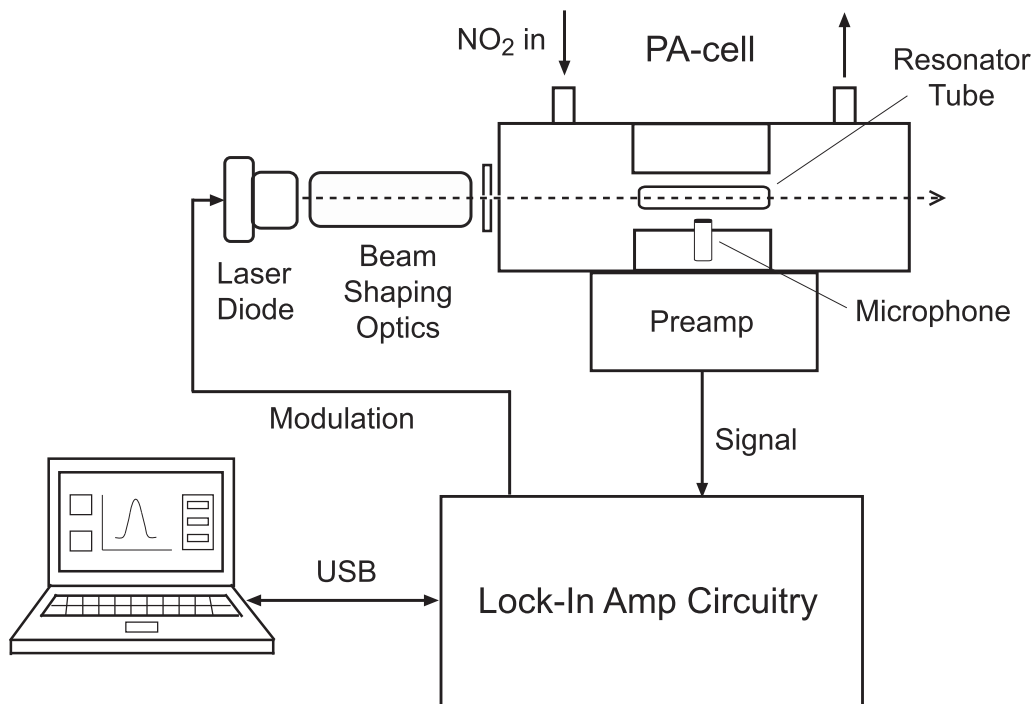 NO₂ in
PA-cell
Resonator
Tube
Laser
Diode
Beam
Shaping
Optics
Preamp
Microphone
Modulation
Signal
USB
Lock-In Amp Circuitry